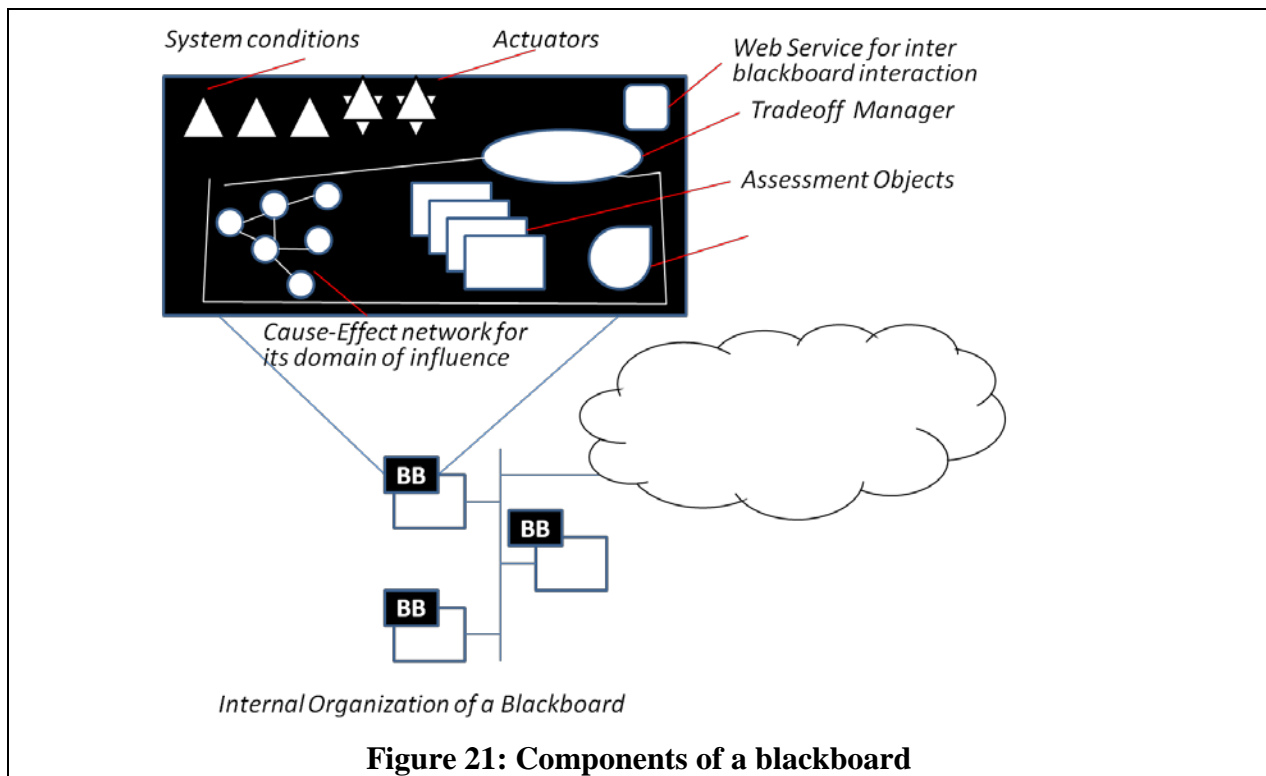 System conditions
Actuators
Web Service for inter
blackboard interaction
Tradeoff Manager
Assessment Objects
Cause-Effect network for
its domain of influence
BB
BB
BB
Internal Organization of a Blackboard
Figure 21: Components of a blackboard